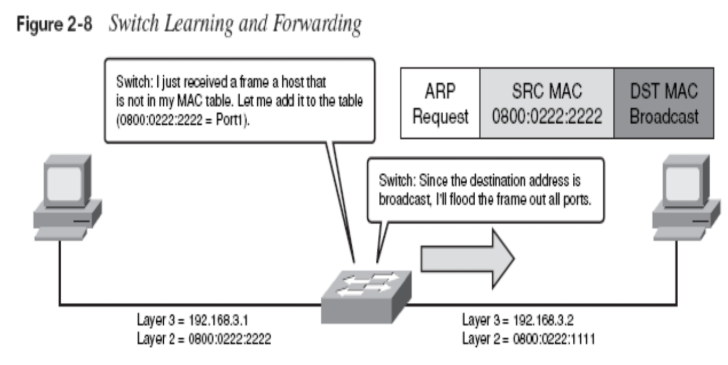 Figure 2-8 Switch Learning and Forwarding
Switch: I just received a frame a host that
is not in my MAC table. Let me add it to the table
(0800:0222:2222 = Port1).
ARP
Request
SRC MAC
0800:0222:2222
DST MAC
Broadcast
Switch: Since the destination address is
broadcast, I'll flood the frame out all ports.
Layer 3 = 192.168.3.1
Layer 2 = 0800:0222:2222
Layer 3 = 192.168.3.2
Layer 2 = 0800:0222:1111